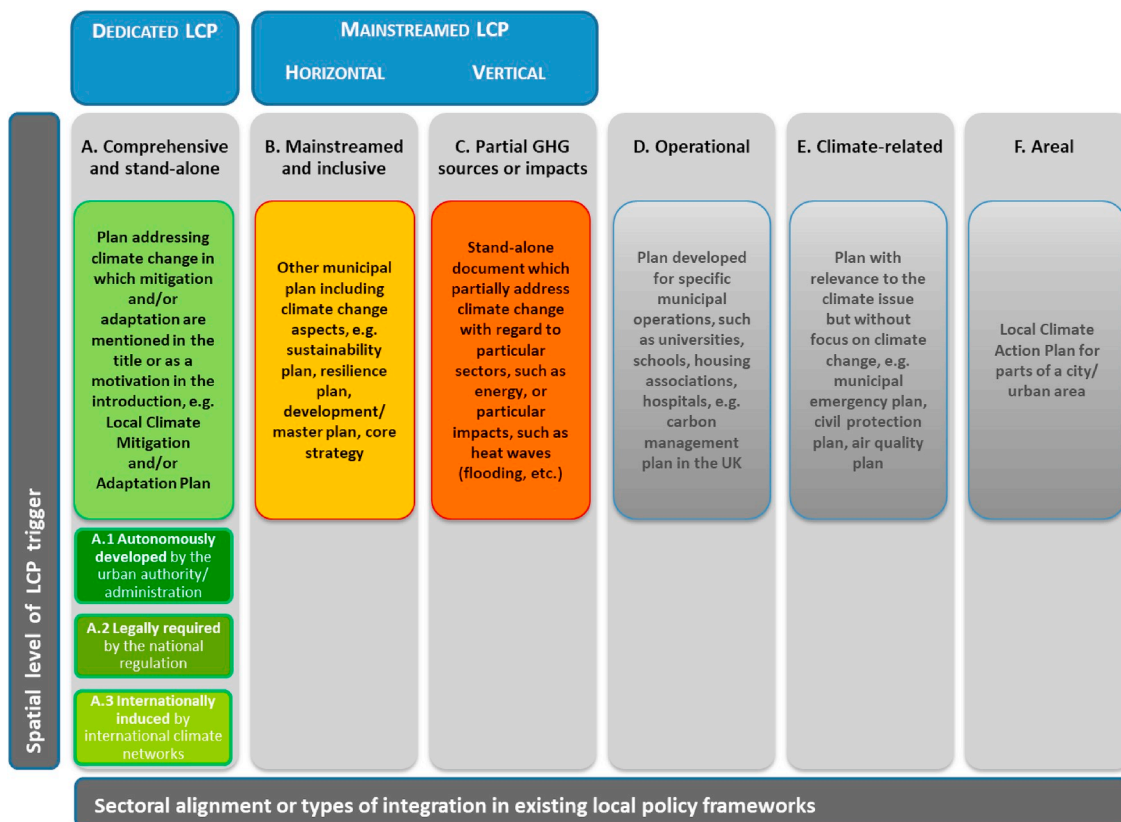 DEDICATED LCP
MAINSTREAMED LCP
HORIZONTAL
VERTICAL
Spatial level of LCP trigger
A. Comprehensive
and stand-alone
Plan addressing
climate change in
which mitigation
and/or
adaptation are
mentioned in the
title or as a
motivation in the
introduction, e.g.
Local Climate
Mitigation
and/or
Adaptation Plan
A.1 Autonomously
developed by the
urban authority/
administration
A.2 Legally required
by the national
regulation
A.3 Internationally
induced by
international climate
networks
B. Mainstreamed
and inclusive
Other municipal
plan including
climate change
aspects, e.g.
sustainability
plan, resilience
plan,
development/
master plan, core
strategy
C. Partial GHG
sources or impacts
Stand-alone
document which
partially address
climate change
with regard to
particular
sectors, such as
energy, or
particular
impacts, such as
heat waves
(flooding, etc.)
D. Operational
Plan developed
for specific
municipal
operations, such
as universities,
schools, housing
associations,
hospitals, e.g.
carbon
management
plan in the UK
E. Climate-related
Plan with
relevance to the
climate issue
but without
focus on climate
change, e.g.
municipal
emergency plan,
civil protection
plan, air quality
plan
F. Areal
Local Climate
Action Plan for
parts of a city/
urban area
Sectoral alignment or types of integration in existing local policy frameworks